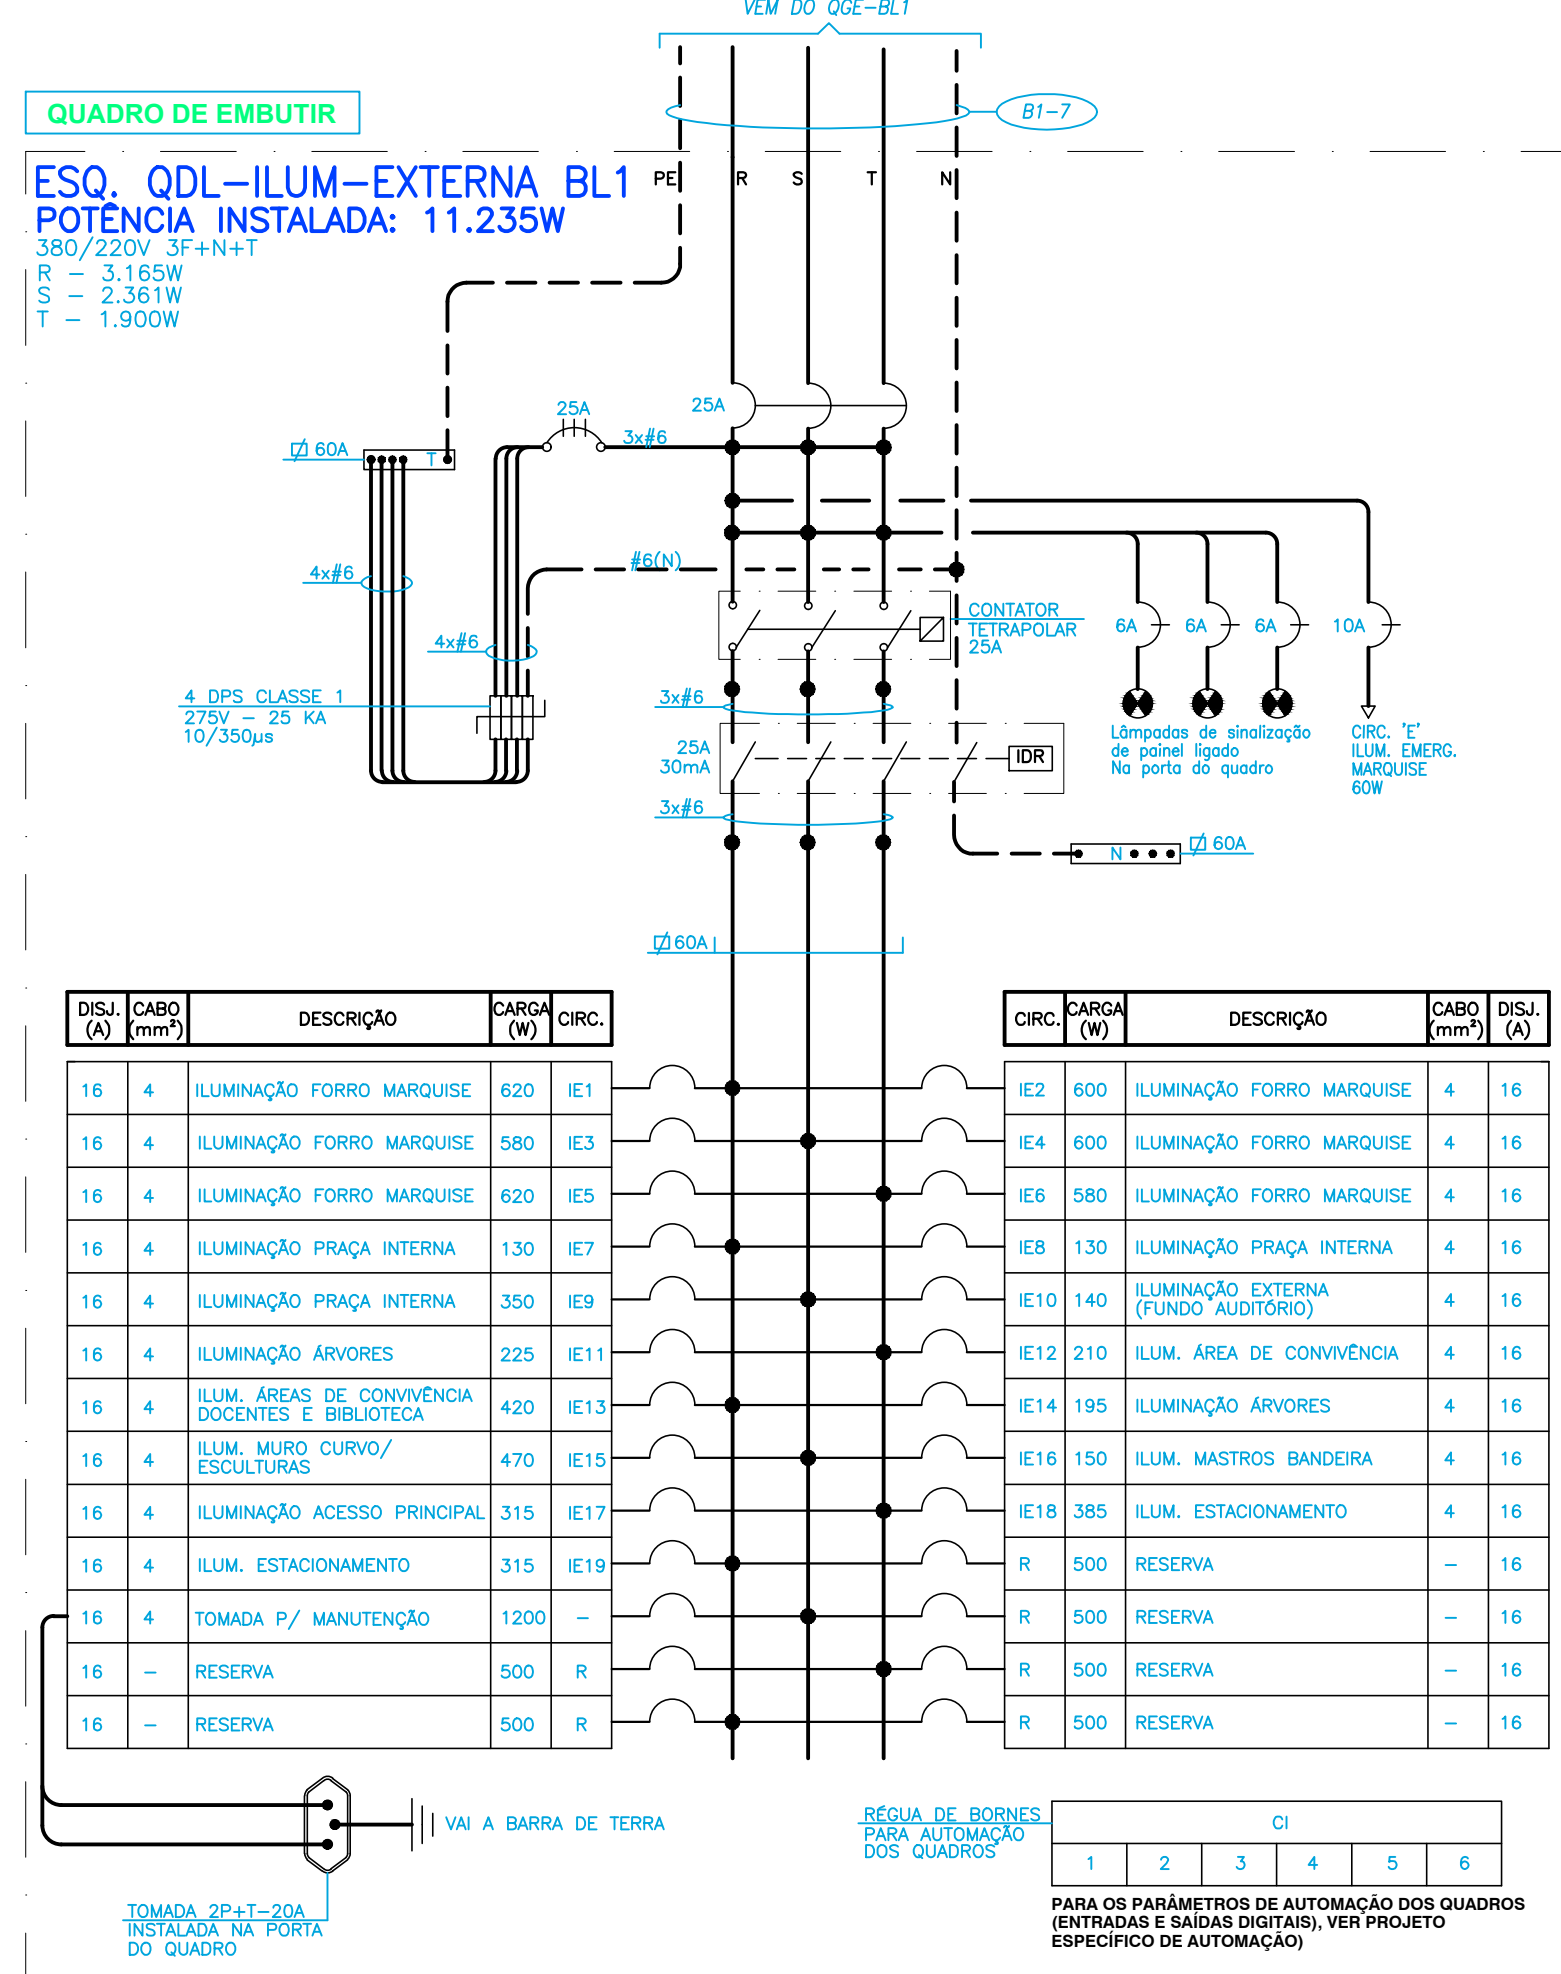 VEM DO QGE-BL1
QUADRO DE EMBUTIR
B1-7
ESQ. QDL-ILUM-EXTERNA BL1
POTÊNCIA INSTALADA: 11.235W
380/220V 3F+N+T
R - 3.165W
S - 2.361W
T - 1.900W
PE R S T N
25A
25A
3x#6
60A
T
4x#6
#6(N)
4x#6
CONTATOR
TETRAPOLAR
25A
6A 6A 6A 10A
4 DPS CLASSE 1
275V - 25 KA
10/350µs
3x#6
25A
30mA
IDR
Lâmpadas de sinalização
de painel ligado
Na porta do quadro
CIRC. 'E'
ILUM. EMERG.
MARQUISE
60W
3x#6
N
60A
60A
DISJ. (A) CABO (mm²) DESCRIÇÃO CARGA (W) CIRC.
16 4 ILUMINAÇÃO FORRO MARQUISE 620 IE1
16 4 ILUMINAÇÃO FORRO MARQUISE 580 IE3
16 4 ILUMINAÇÃO FORRO MARQUISE 620 IE5
16 4 ILUMINAÇÃO PRAÇA INTERNA 130 IE7
16 4 ILUMINAÇÃO PRAÇA INTERNA 350 IE9
16 4 ILUMINAÇÃO ÁRVORES 225 IE11
16 4 ILUM. ÁREAS DE CONVIVÊNCIA DOCENTES E BIBLIOTECA 420 IE13
16 4 ILUM. MURO CURVO/ ESCULTURAS 470 IE15
16 4 ILUMINAÇÃO ACESSO PRINCIPAL 315 IE17
16 4 ILUM. ESTACIONAMENTO 315 IE19
16 4 TOMADA P/ MANUTENÇÃO 1200 -
16 - RESERVA 500 R
16 - RESERVA 500 R
CIRC. CARGA (W) DESCRIÇÃO CABO (mm²) DISJ. (A)
IE2 600 ILUMINAÇÃO FORRO MARQUISE 4 16
IE4 600 ILUMINAÇÃO FORRO MARQUISE 4 16
IE6 580 ILUMINAÇÃO FORRO MARQUISE 4 16
IE8 130 ILUMINAÇÃO PRAÇA INTERNA 4 16
IE10 140 ILUMINAÇÃO EXTERNA (FUNDO AUDITÓRIO) 4 16
IE12 210 ILUM. ÁREA DE CONVIVÊNCIA 4 16
IE14 195 ILUMINAÇÃO ÁRVORES 4 16
IE16 150 ILUM. MASTROS BANDEIRA 4 16
IE18 385 ILUM. ESTACIONAMENTO 4 16
R 500 RESERVA - 16
R 500 RESERVA - 16
R 500 RESERVA - 16
R 500 RESERVA - 16
VAI A BARRA DE TERRA
TOMADA 2P+T-20A
INSTALADA NA PORTA
DO QUADRO
RÉGUA DE BORNES
PARA AUTOMAÇÃO
DOS QUADROS
CI
1 2 3 4 5 6
PARA OS PARÂMETROS DE AUTOMAÇÃO DOS QUADROS
(ENTRADAS E SAÍDAS DIGITAIS), VER PROJETO
ESPECÍFICO DE AUTOMAÇÃO)